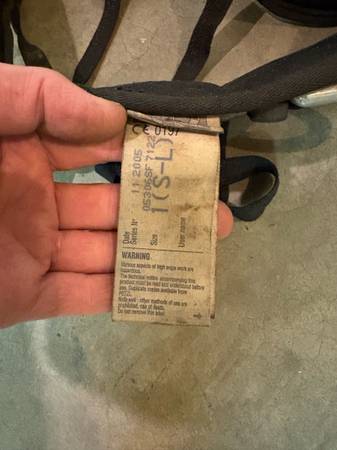 CE 0197
Date 11 2005
Series N° 05306SF 7122
Size 1(S-L)
User name
WARNING
Various aspects of high angle work are
hazardous.
The technical notice accompanying this
product must be read and understood before
use. Duplicate copies available from
PETZL.
Note well : other methods of use are
prohibited, risk of death.
Do not remove this label.